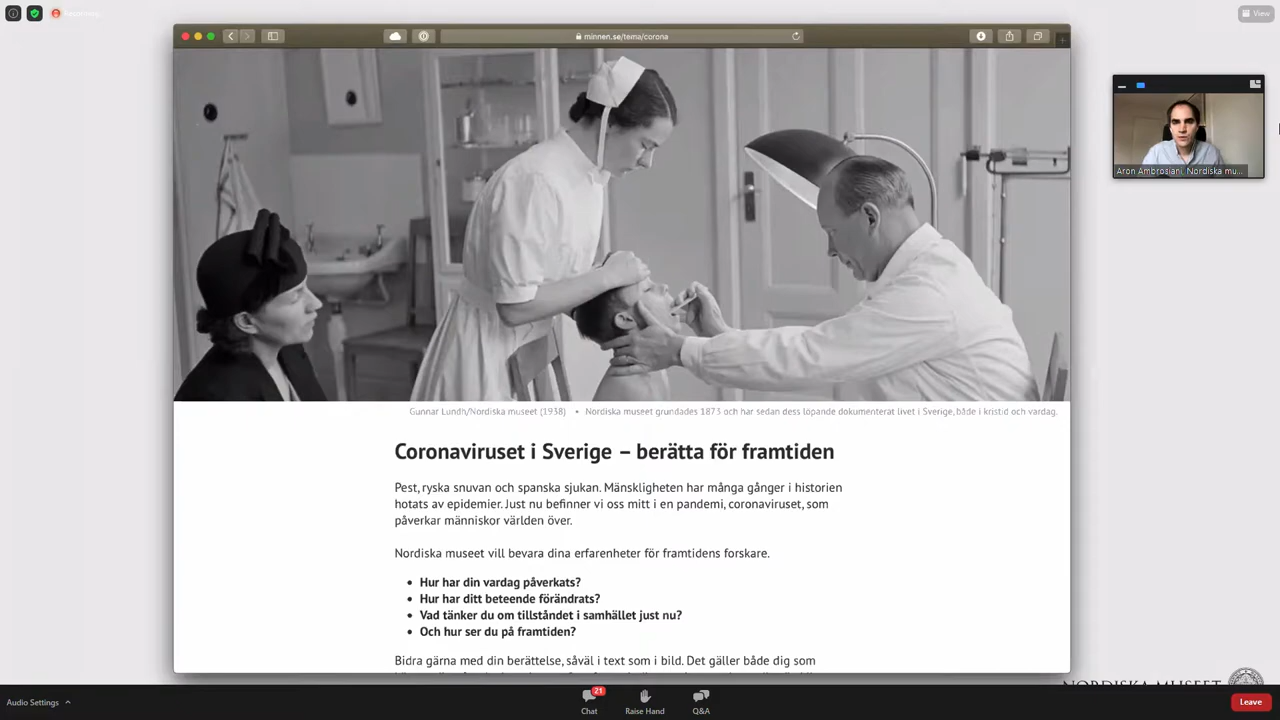 Recording
View
minnen.se/tema/corona
Aron Ambrosiani, Nordiska mu...
Gunnar Lundh/Nordiska museet (1938) • Nordiska museet grundades 1873 och har sedan dess löpande dokumenterat livet i Sverige, både i kristid och vardag.
Coronaviruset i Sverige – berätta för framtiden
Pest, ryska snuvan och spanska sjukan. Mänskligheten har många gånger i historien
hotats av epidemier. Just nu befinner vi oss mitt i en pandemi, coronaviruset, som
påverkar människor världen över.
Nordiska museet vill bevara dina erfarenheter för framtidens forskare.
• Hur har din vardag påverkats?
• Hur har ditt beteende förändrats?
• Vad tänker du om tillståndet i samhället just nu?
• Och hur ser du på framtiden?
Bidra gärna med din berättelse, såväl i text som i bild. Det gäller både dig som
NORDISKA MUSEET
Audio Settings
21
Chat
Raise Hand
Q&A
Leave